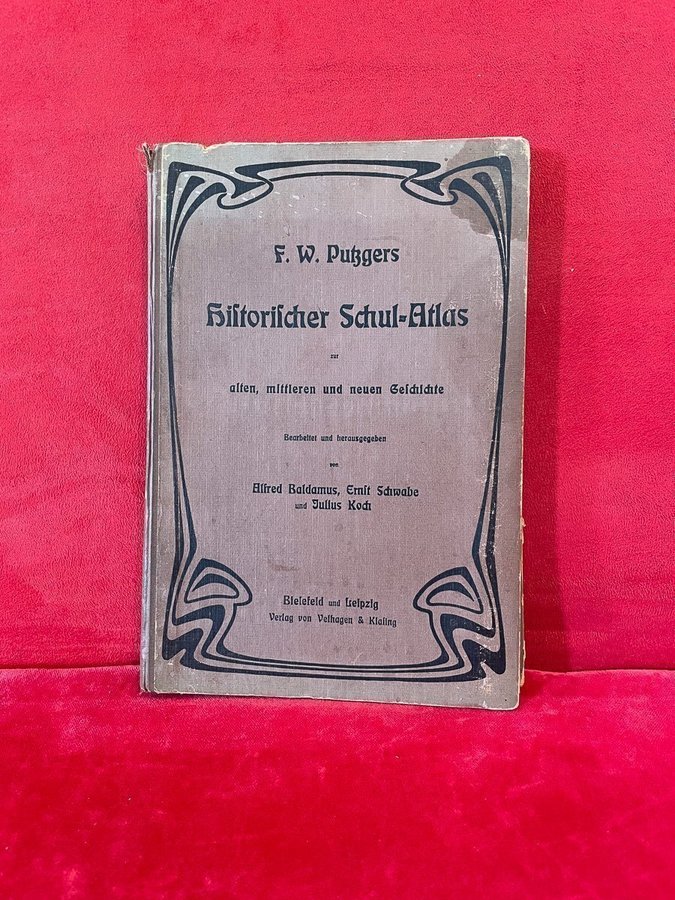 F. W. Putzgers
Historischer Schul-Atlas
zur
alten, mittleren und neuen Geschichte
Bearbeitet und herausgegeben
von
Alfred Baldamus, Ernst Schwabe
und Julius Koch
Bielefeld und Leipzig
Verlag von Velhagen & Klasing